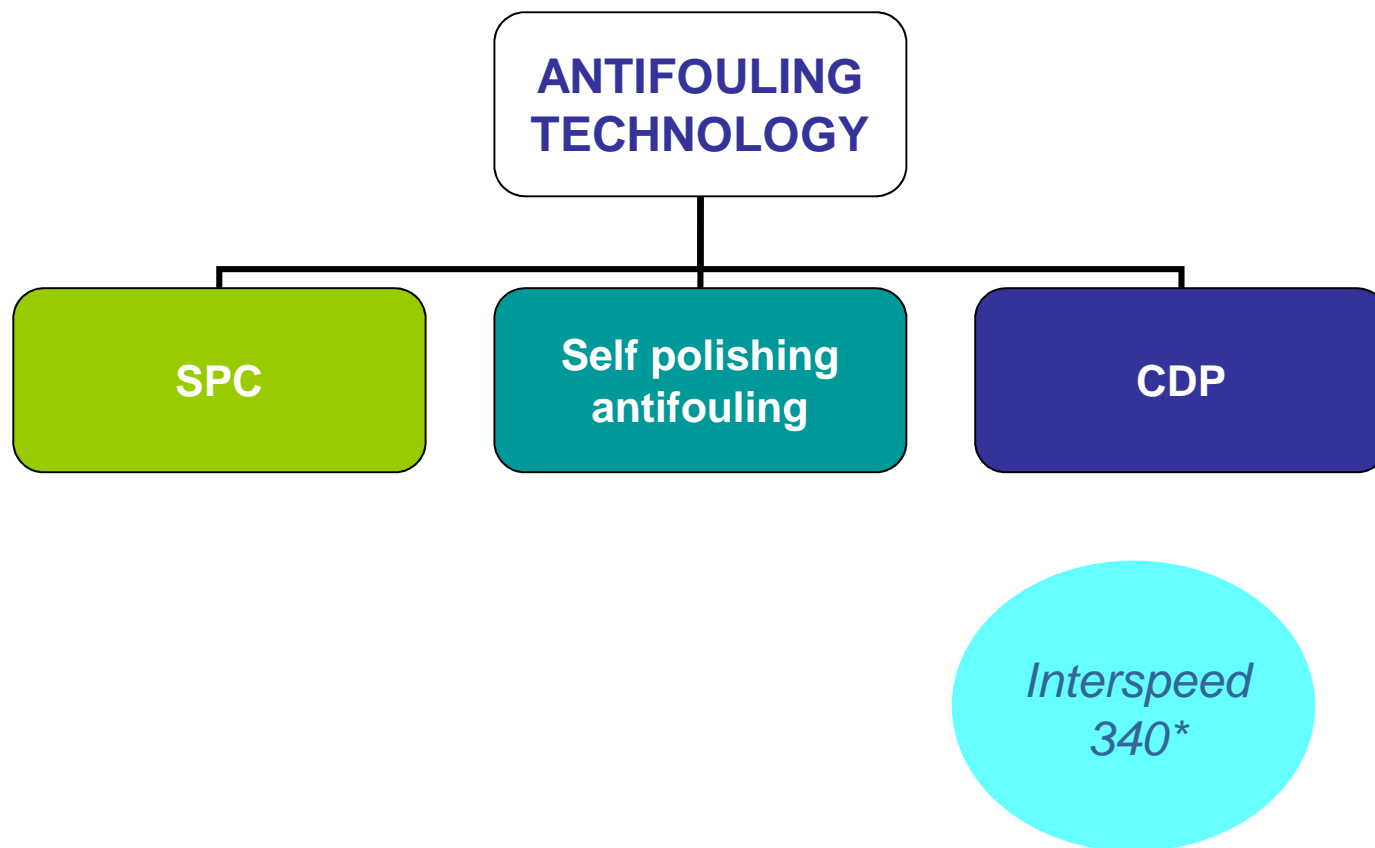 ANTIFOULING
TECHNOLOGY
SPC
Self polishing
antifouling
CDP
Interspeed
340*